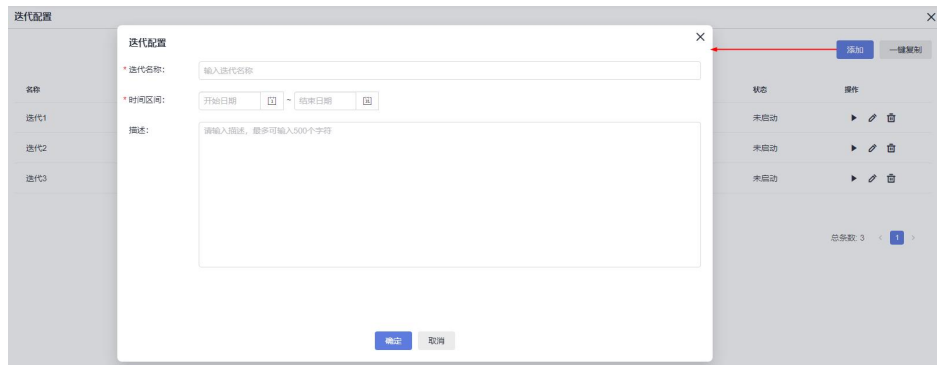 迭代配置
迭代配置
添加 一键复制
* 迭代名称: 输入迭代名称
名称 状态 操作
* 时间区间: 开始日期 ~ 结束日期
迭代1 未启动
描述: 请输入描述，最多可输入500个字符
迭代2 未启动
迭代3 未启动
总条数: 3 < 1 >
确定 取消